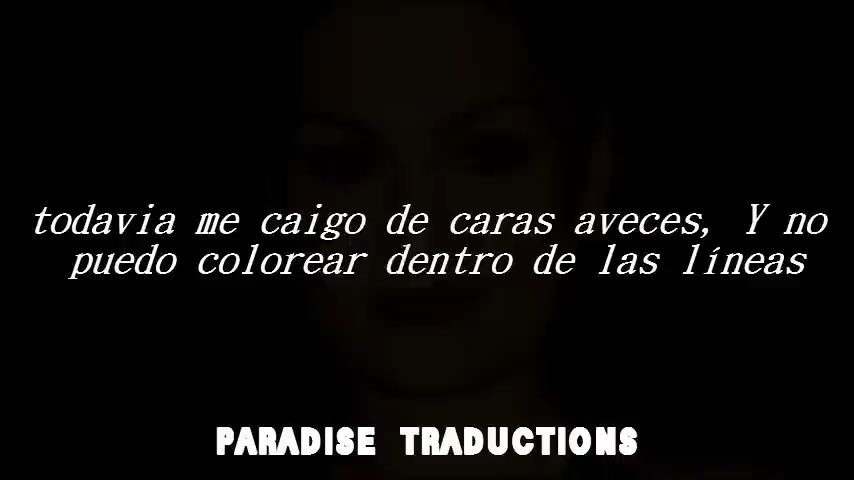 todavia me caigo de caras aveces, Y no
puedo colorear dentro de las líneas
PARADISE TRADUCTIONS